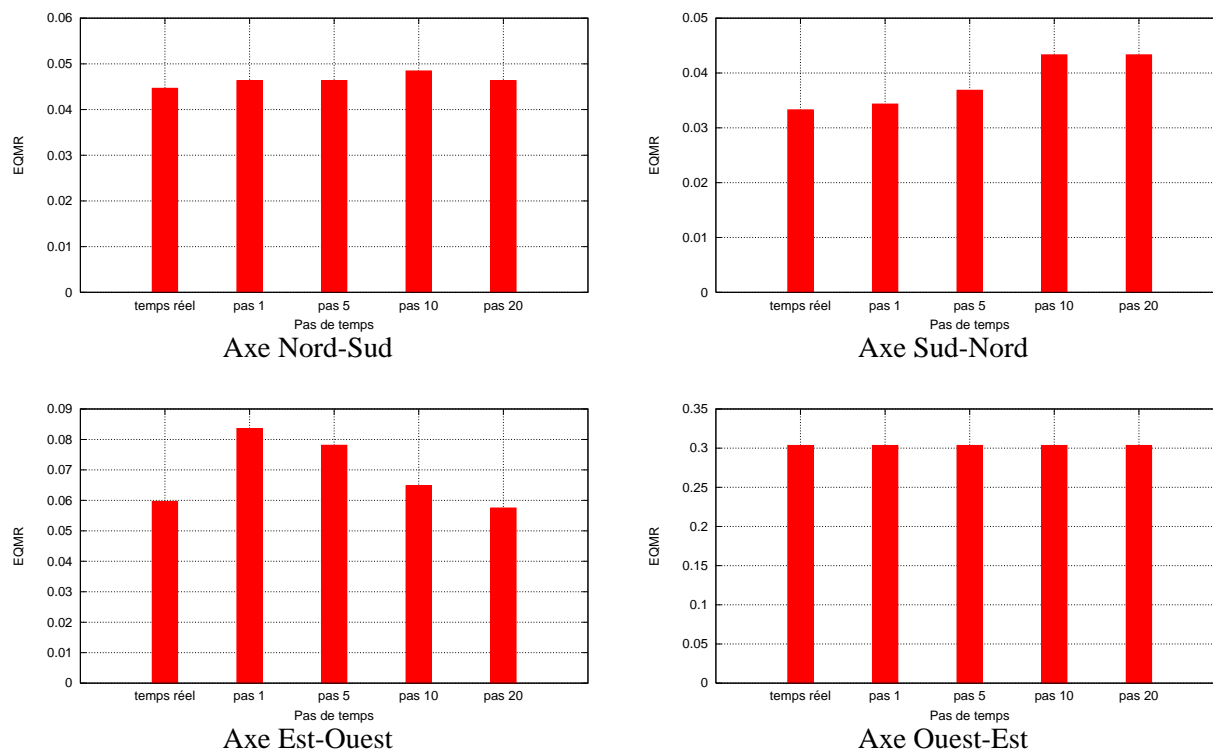 0.06
0.05
0.04
0.03
0.02
0.01
0
EQMR
temps réel pas 1 pas 5 pas 10 pas 20
Pas de temps
Axe Nord-Sud
0.05
0.04
0.03
0.02
0.01
0
EQMR
temps réel pas 1 pas 5 pas 10 pas 20
Pas de temps
Axe Sud-Nord
0.09
0.08
0.07
0.06
0.05
0.04
0.03
0.02
0.01
0
EQMR
temps réel pas 1 pas 5 pas 10 pas 20
Pas de temps
Axe Est-Ouest
0.35
0.3
0.25
0.2
0.15
0.1
0.05
0
EQMR
temps réel pas 1 pas 5 pas 10 pas 20
Pas de temps
Axe Ouest-Est